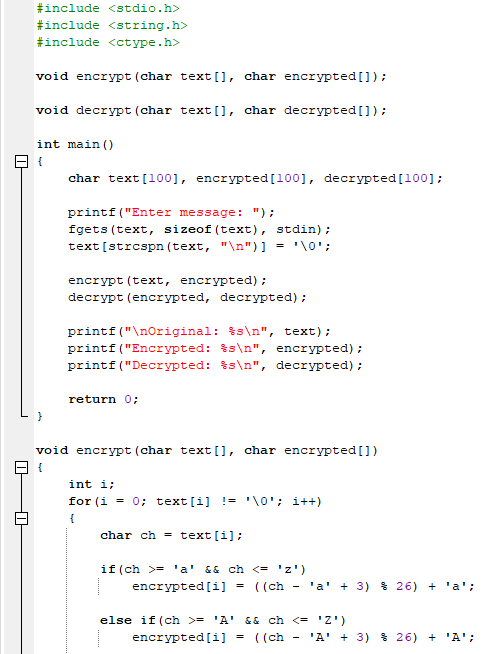 #include <stdio.h>
#include <string.h>
#include <ctype.h>
void encrypt(char text[], char encrypted[]);
void decrypt(char text[], char decrypted[]);
int main()
{
char text[100], encrypted[100], decrypted[100];
printf("Enter message: ");
fgets(text, sizeof(text), stdin);
text[strcspn(text, "\n")] = '\0';
encrypt(text, encrypted);
decrypt(encrypted, decrypted);
printf("\nOriginal: %s\n", text);
printf("Encrypted: %s\n", encrypted);
printf("Decrypted: %s\n", decrypted);
return 0;
}
void encrypt(char text[], char encrypted[])
{
int i;
for(i = 0; text[i] != '\0'; i++)
{
char ch = text[i];
if(ch >= 'a' && ch <= 'z')
encrypted[i] = ((ch - 'a' + 3) % 26) + 'a';
else if(ch >= 'A' && ch <= 'Z')
encrypted[i] = ((ch - 'A' + 3) % 26) + 'A';